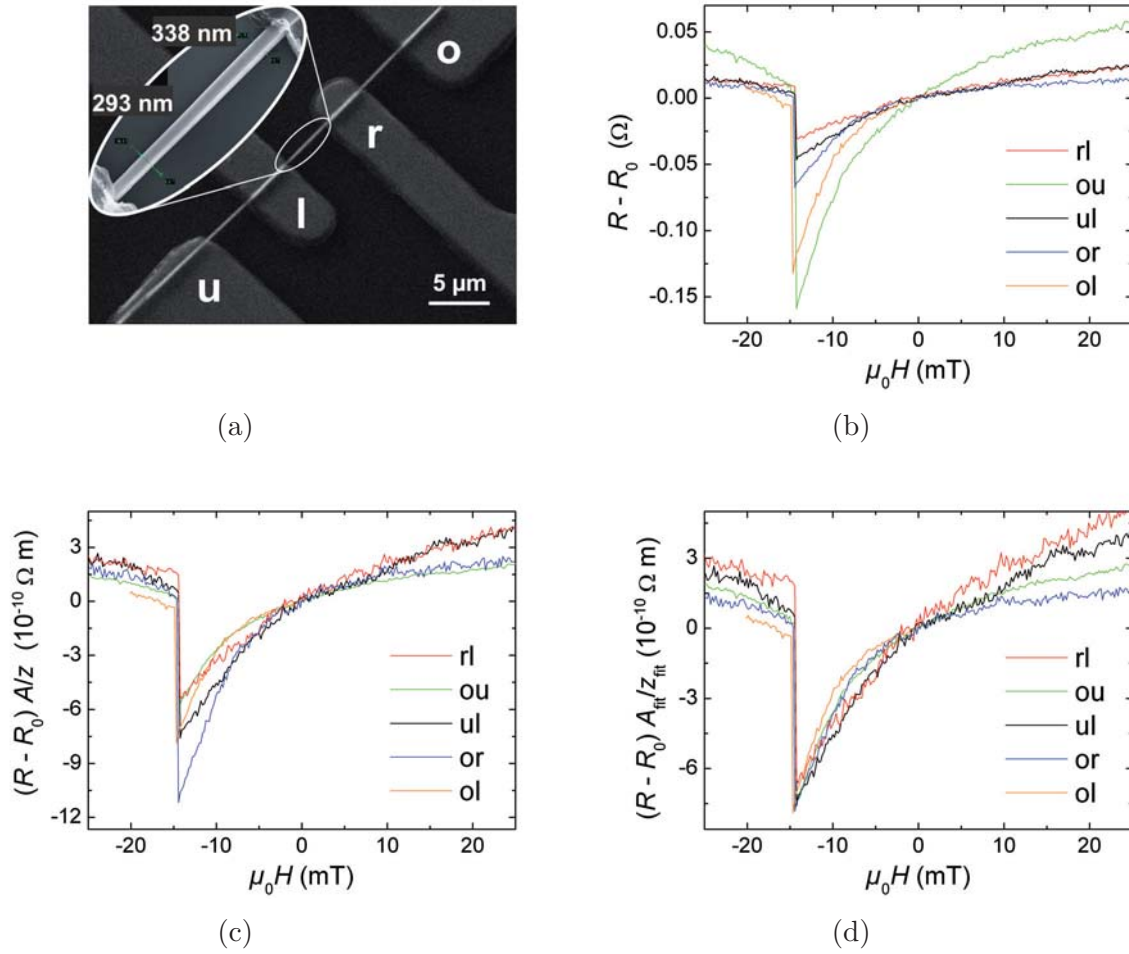 338 nm
293 nm
o
r
l
u
5 µm
(a)
R - R₀ (Ω)
0.05
0.00
-0.05
-0.10
-0.15
rl
ou
ul
or
ol
-20 -10 0 10 20
µ₀H (mT)
(b)
(R - R₀) A/z (10⁻¹⁰ Ω m)
3
0
-3
-6
-9
-12
rl
ou
ul
or
ol
-20 -10 0 10 20
µ₀H (mT)
(c)
(R - R₀) A_fit/z_fit (10⁻¹⁰ Ω m)
3
0
-3
-6
rl
ou
ul
or
ol
-20 -10 0 10 20
µ₀H (mT)
(d)